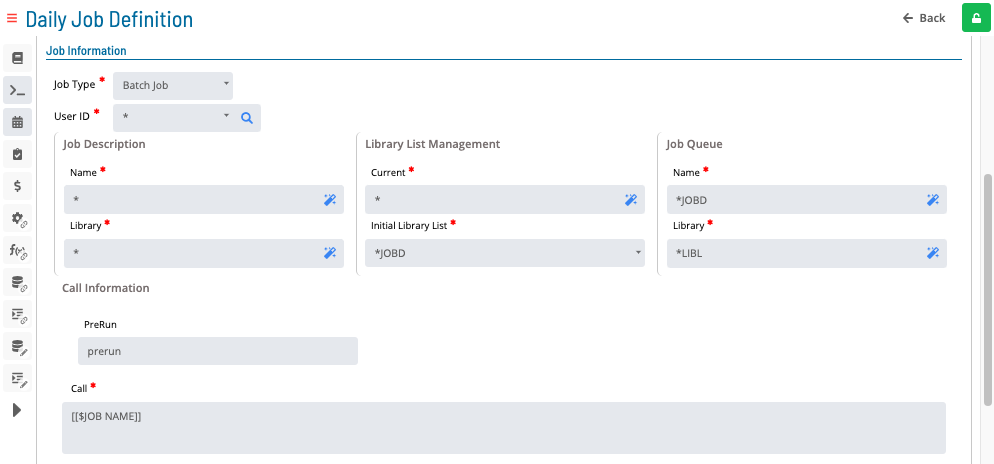 Daily Job Definition
Back
Job Information
Job Type *
Batch Job
User ID *
*
Job Description
Library List Management
Job Queue
Name *
Current *
Name *
*
*
*JOBD
Library *
Initial Library List *
Library *
*
*JOBD
*LIBL
Call Information
PreRun
prerun
Call *
[[$JOB NAME]]